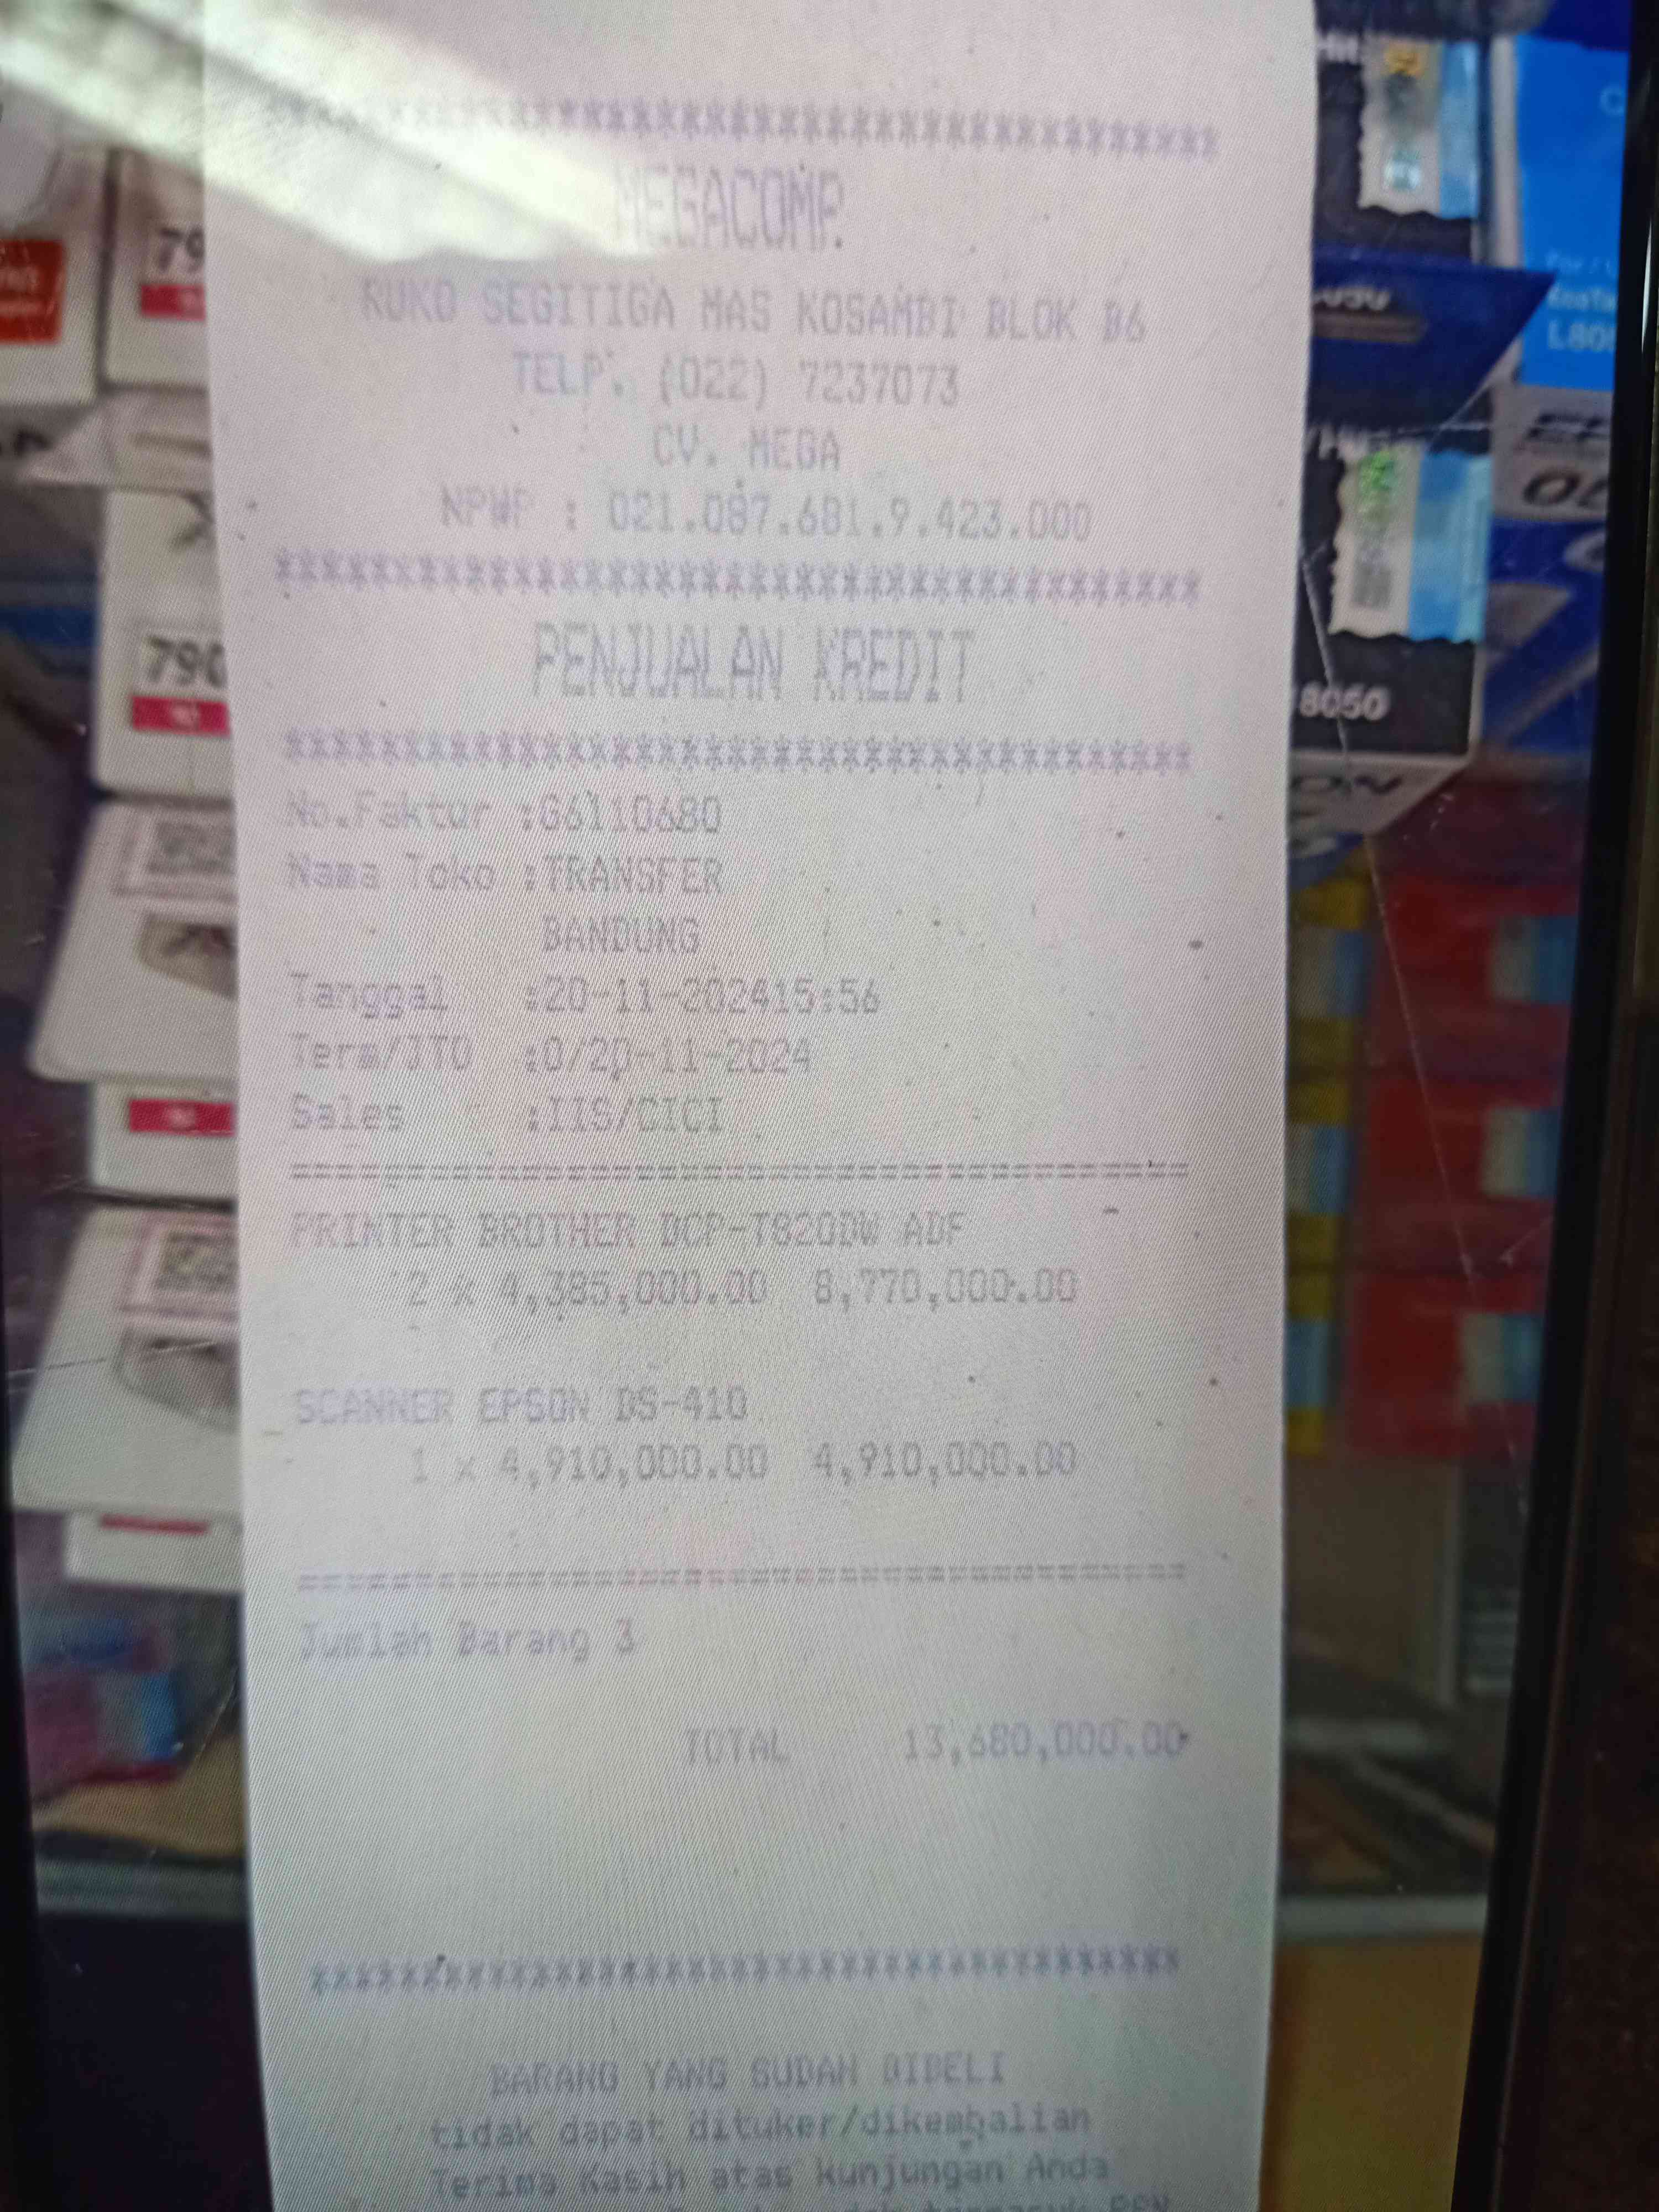 ****************************************
MEGACOMP.
RUKO SEGITIGA MAS KOSAMBI BLOK B6
TELP. (022) 7237073
CV. MEGA
NPWP : 021.087.681.9.423.000
****************************************
PENJUALAN KREDIT
****************************************
No.Faktur :G6110680
Nama Toko :TRANSFER
BANDUNG
Tanggal :20-11-202415:56
Term/JTO :0/20-11-2024
Sales :IIS/CICI
========================================
PRINTER BROTHER DCP-T820DW ADF
2 x 4,385,000.00 8,770,000.00
SCANNER EPSON DS-410
1 x 4,910,000.00 4,910,000.00
========================================
Jumlah Barang 3
TOTAL 13,680,000.00
****************************************
BARANG YANG SUDAH DIBELI
tidak dapat dituker/dikembalian
Terima Kasih atas kunjungan Anda
790
8050